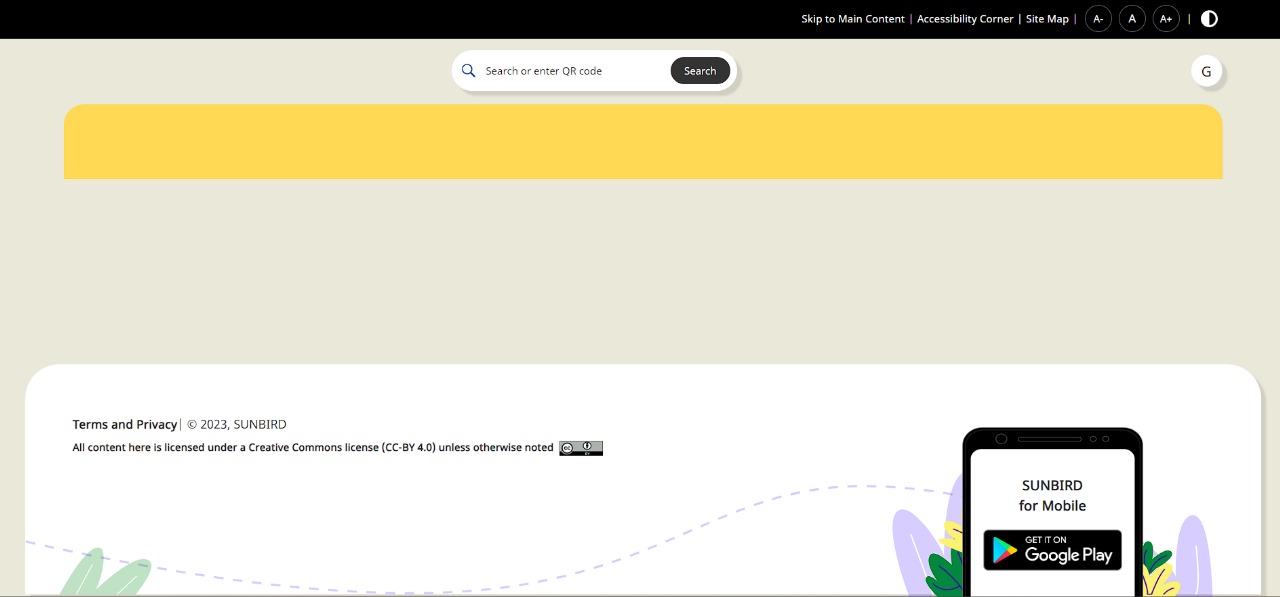 Skip to Main Content | Accessibility Corner | Site Map | A- A A+ |
Search or enter QR code Search
G
Terms and Privacy | © 2023, SUNBIRD
All content here is licensed under a Creative Commons license (CC-BY 4.0) unless otherwise noted cc BY
SUNBIRD
for Mobile
GET IT ON
Google Play